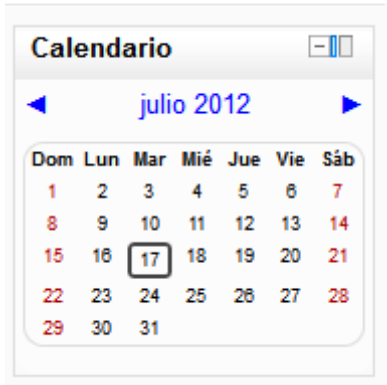 Calendario
julio 2012
Dom Lun Mar Mié Jue Vie Sáb
1 2 3 4 5 6 7
8 9 10 11 12 13 14
15 16 17 18 19 20 21
22 23 24 25 26 27 28
29 30 31